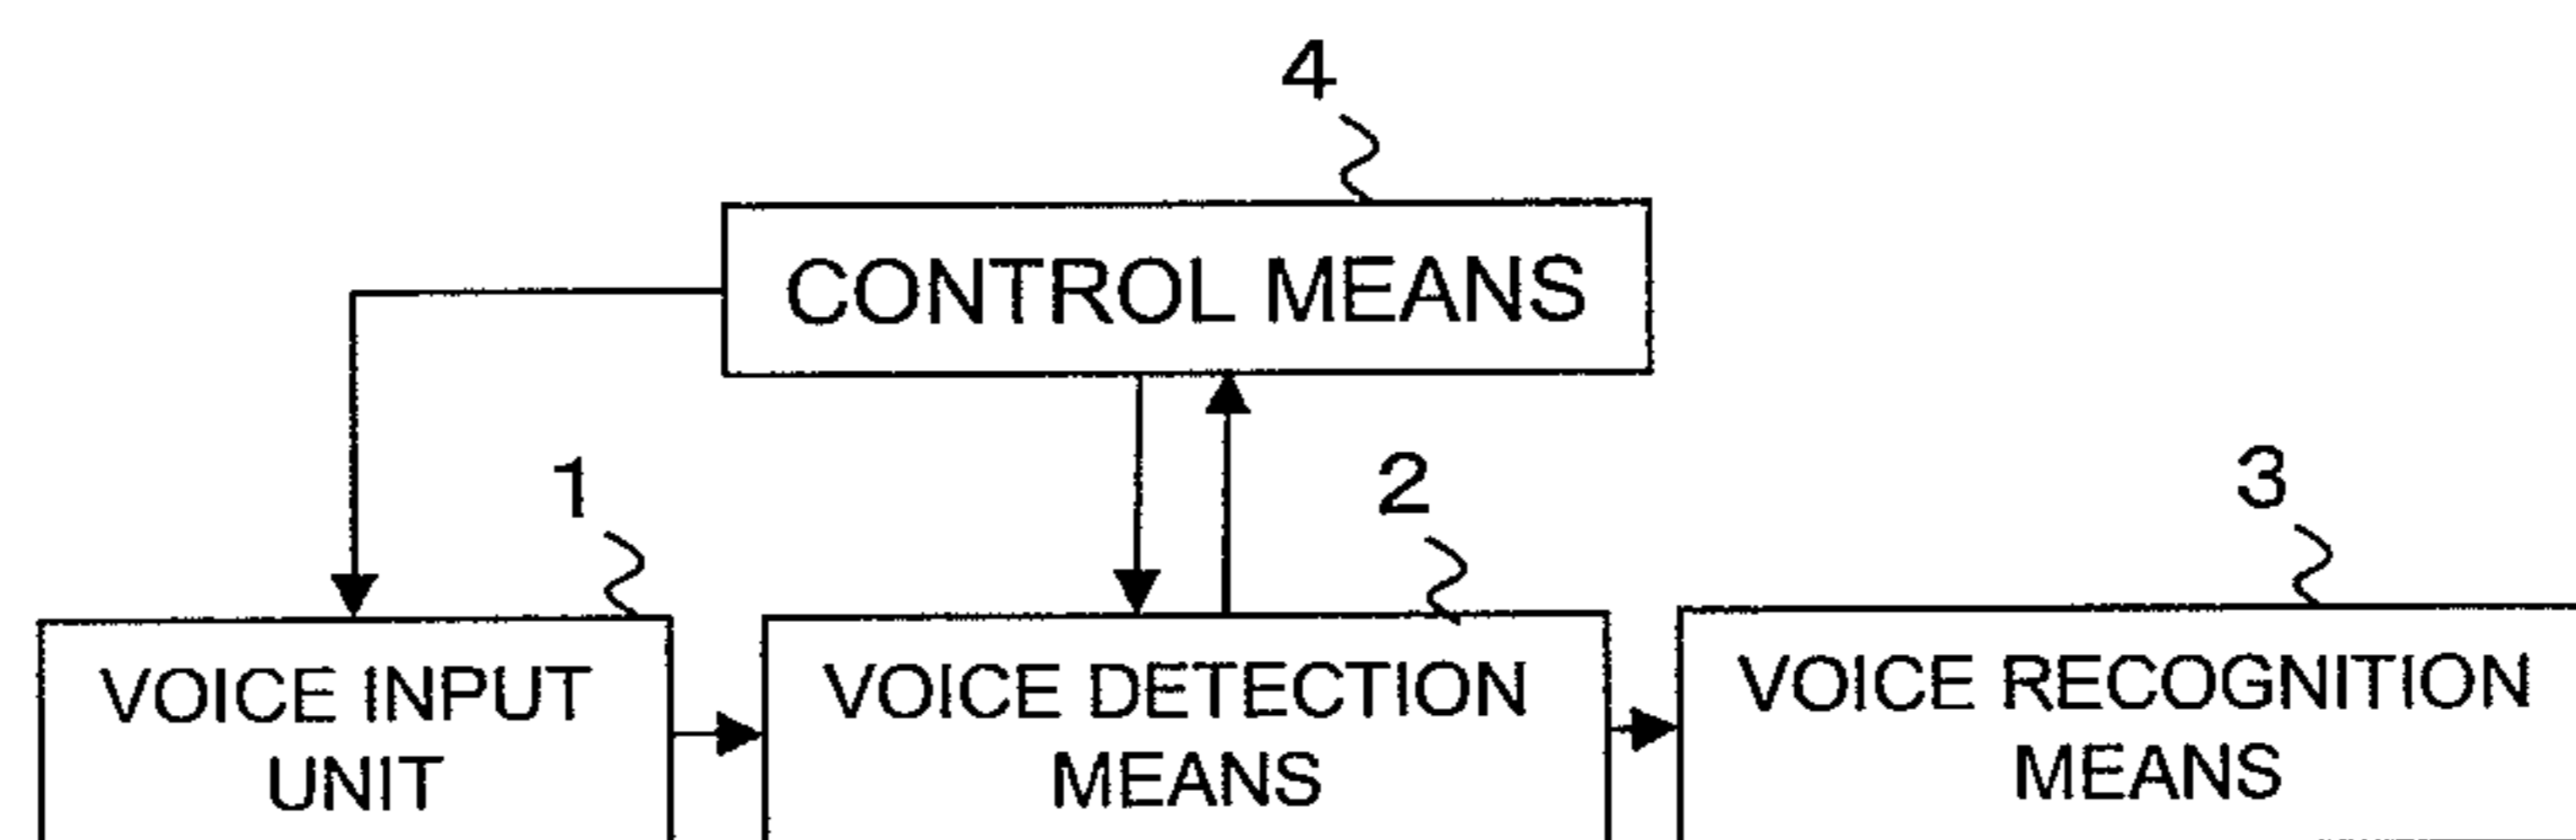 4
CONTROL MEANS
1
2
3
VOICE INPUT
UNIT
VOICE DETECTION
MEANS
VOICE RECOGNITION
MEANS